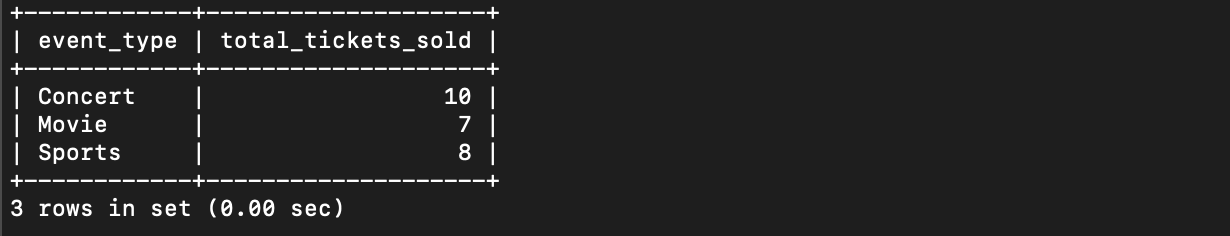 +------------+--------------------+
| event_type | total_tickets_sold |
+------------+--------------------+
| Concert    |                 10 |
| Movie      |                  7 |
| Sports     |                  8 |
+------------+--------------------+
3 rows in set (0.00 sec)